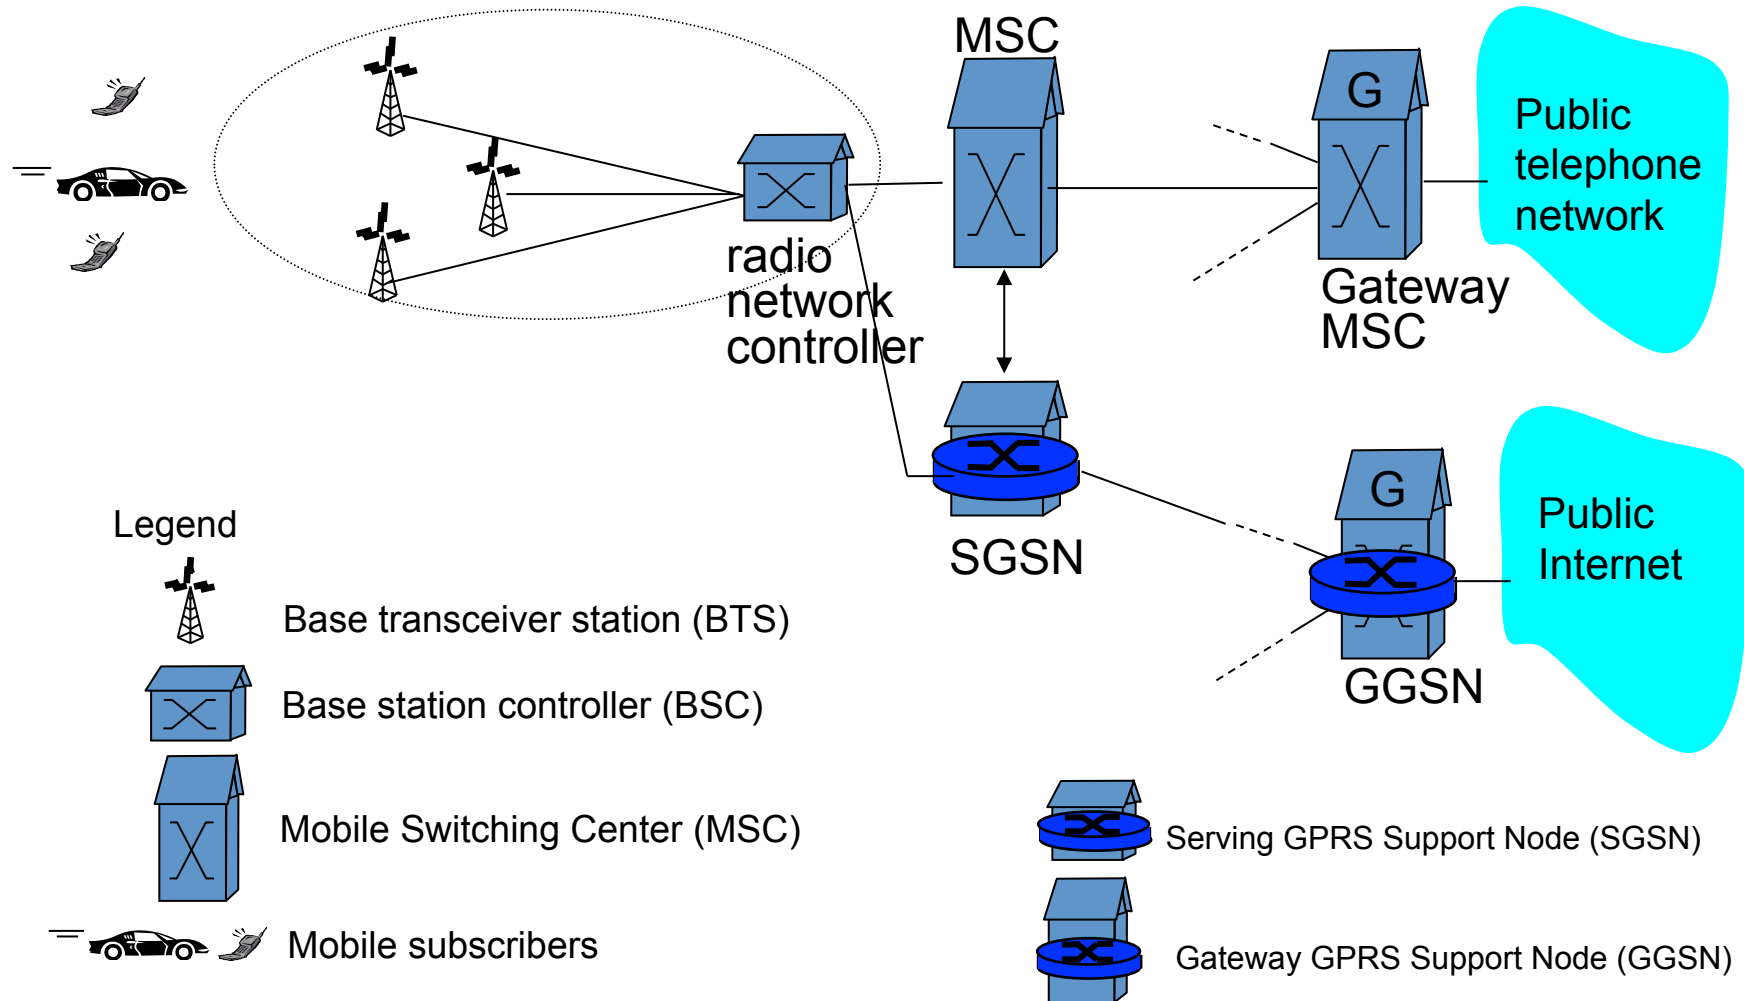 MSC
G
Public
telephone
network
radio
network
controller
Gateway
MSC
SGSN
G
Public
Internet
GGSN
Legend
Base transceiver station (BTS)
Base station controller (BSC)
Mobile Switching Center (MSC)
Mobile subscribers
Serving GPRS Support Node (SGSN)
Gateway GPRS Support Node (GGSN)